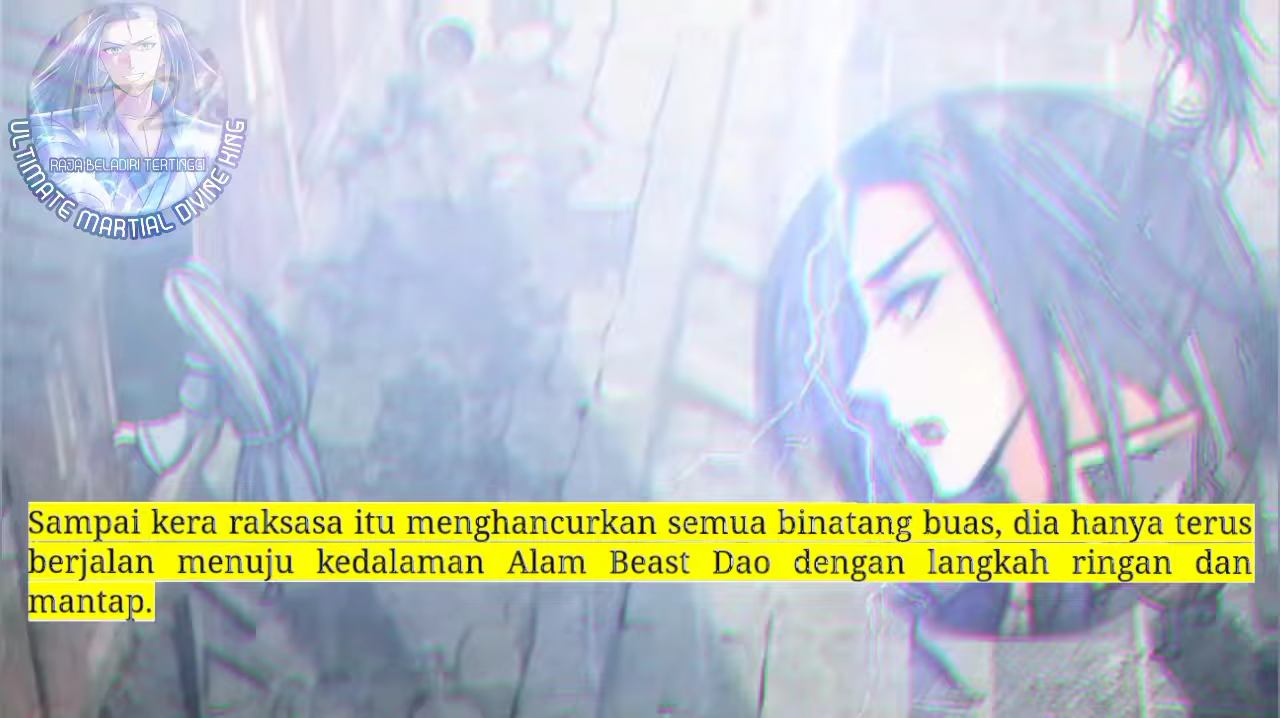 RAJA BELADIRI TERTINGGI
ULTIMATE MARTIAL DIVINE KING
Sampai kera raksasa itu menghancurkan semua binatang buas, dia hanya terus
berjalan menuju kedalaman Alam Beast Dao dengan langkah ringan dan
mantap.